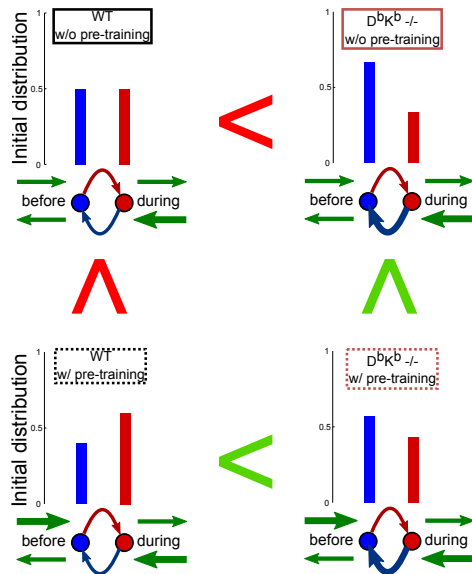 WT
w/o pre-training
DᵇKᵇ -/-
w/o pre-training
Initial distribution
1
0.5
0
1
0.5
0
before
during
before
during
<
<
>
>
WT
w/ pre-training
DᵇKᵇ -/-
w/ pre-training
Initial distribution
1
0.5
0
1
0.5
0
before
during
before
during